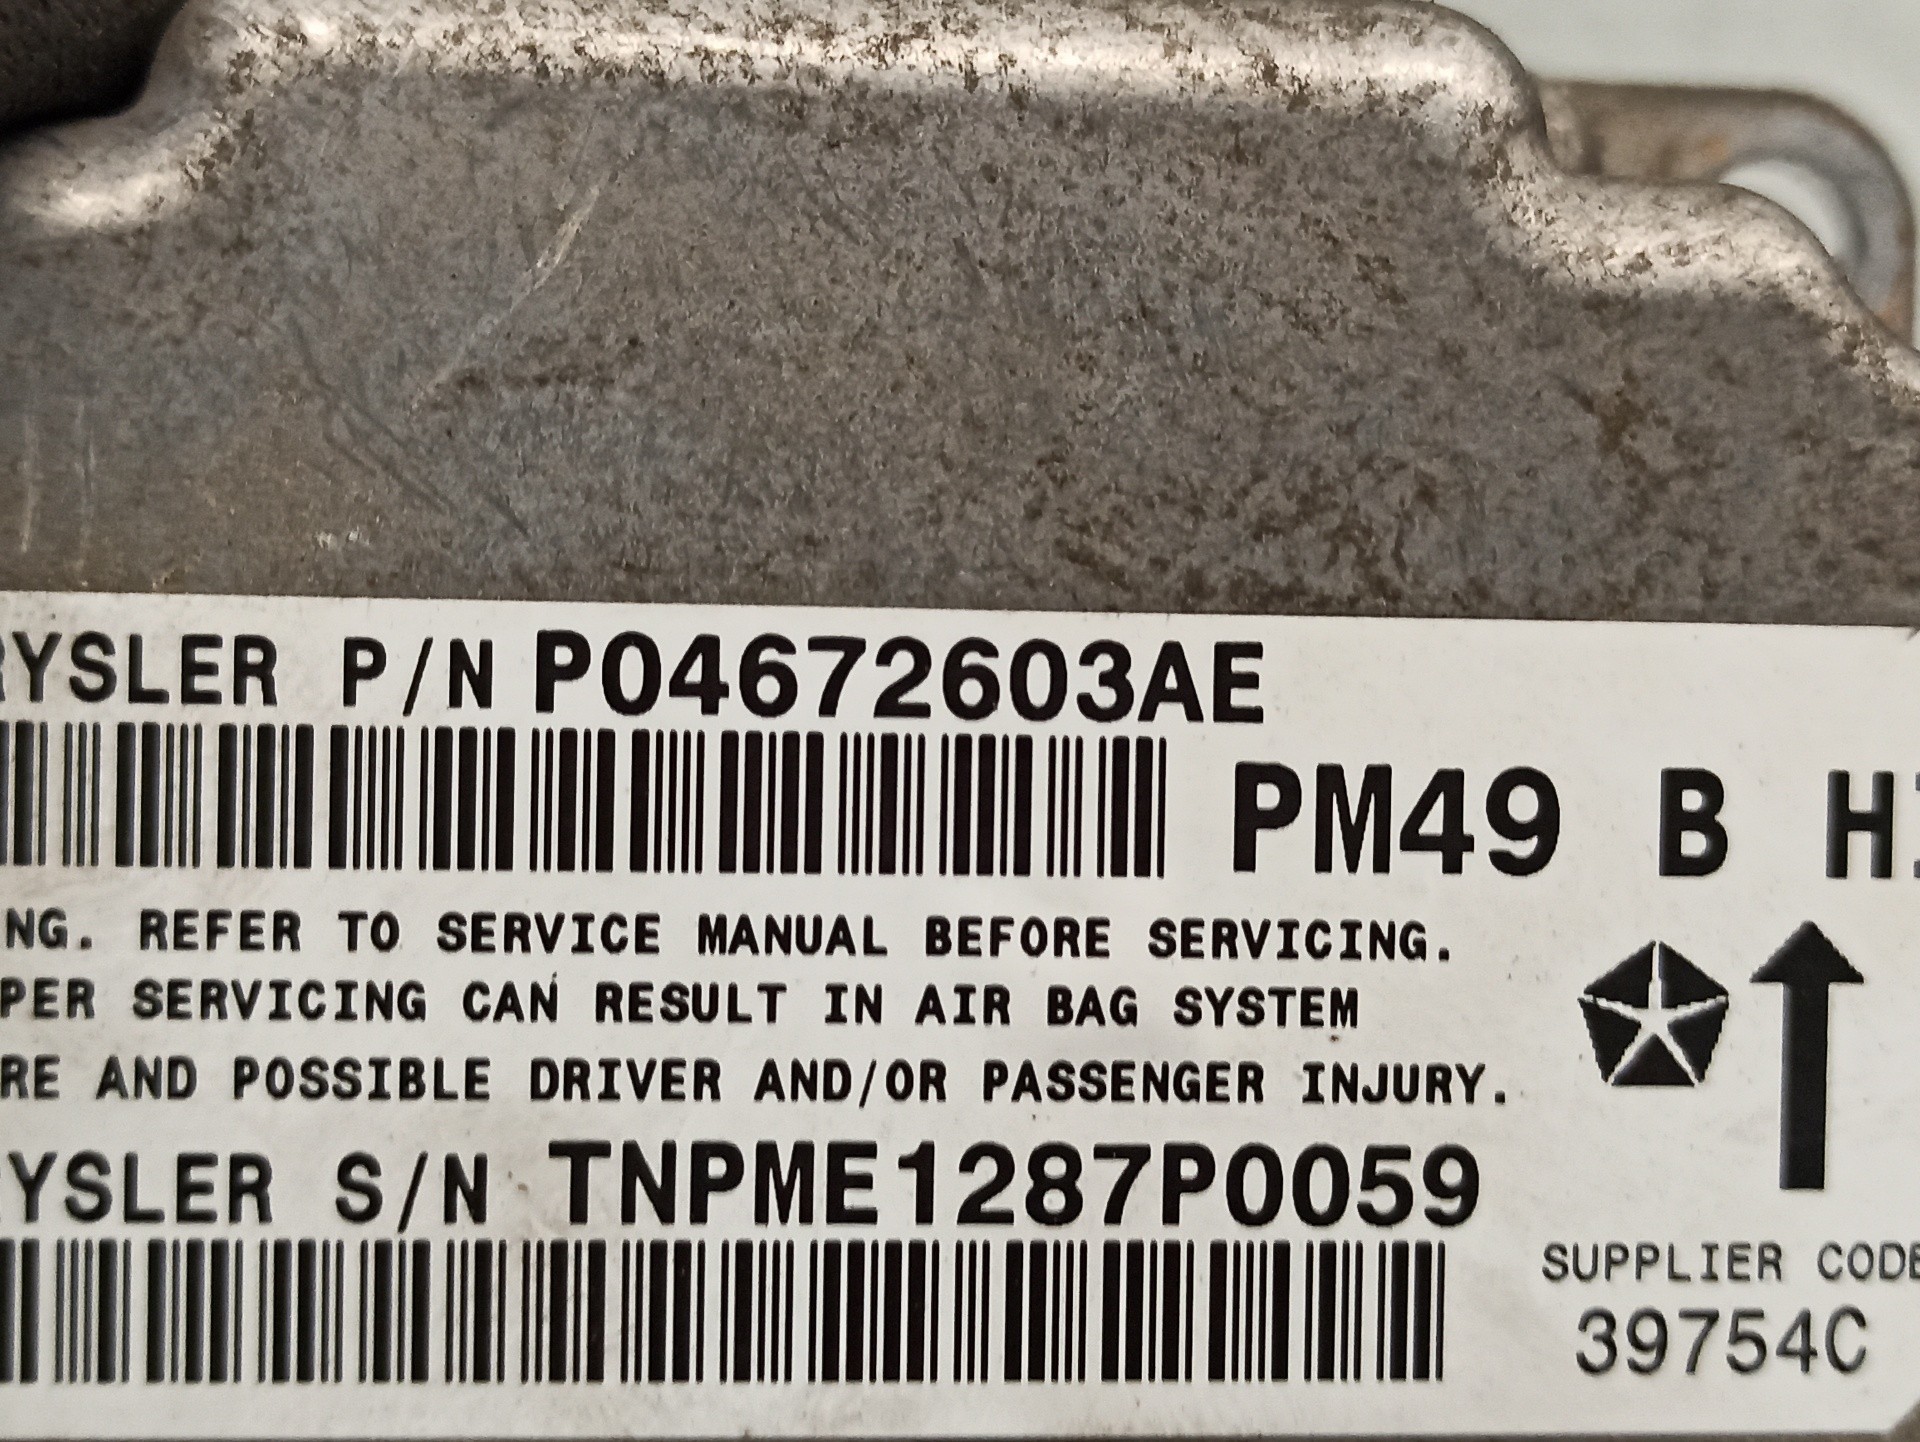 RYSLER P/N P04672603AE
PM49 B H
NG. REFER TO SERVICE MANUAL BEFORE SERVICING.
PER SERVICING CAN RESULT IN AIR BAG SYSTEM
RE AND POSSIBLE DRIVER AND/OR PASSENGER INJURY.
YSLER S/N TNPME1287P0059
SUPPLIER CODE
39754C